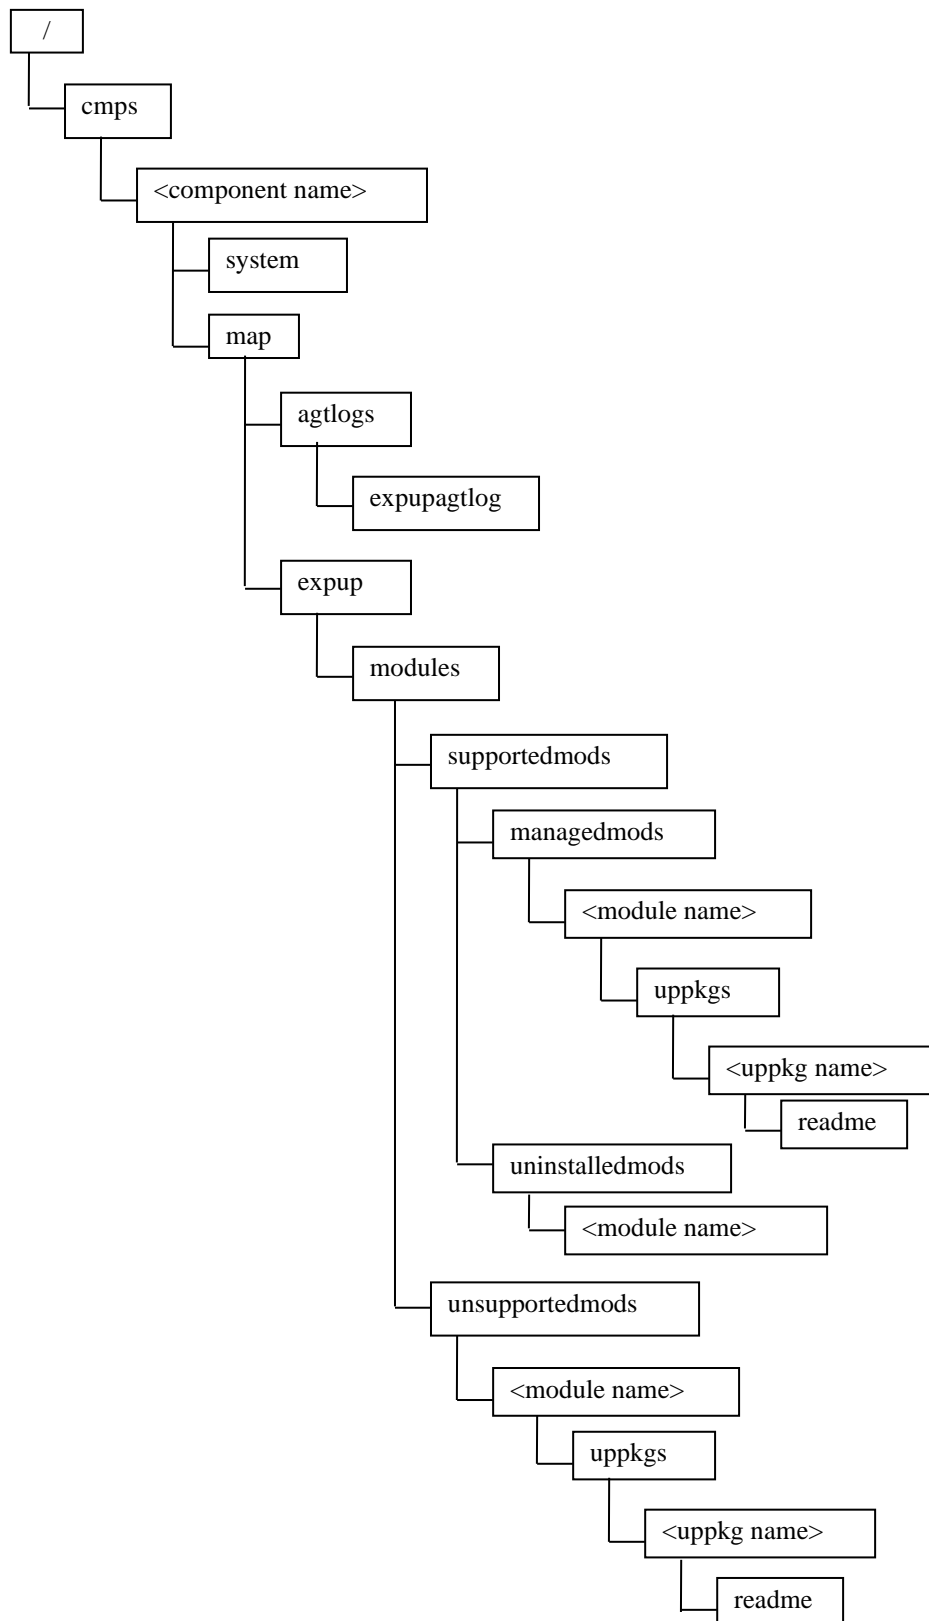 /
cmps
<component name>
system
map
agtlogs
expupagtlog
expup
modules
supportedmods
managedmods
<module name>
uppkgs
<uppkg name>
readme
uninstalledmods
<module name>
unsupportedmods
<module name>
uppkgs
<uppkg name>
readme